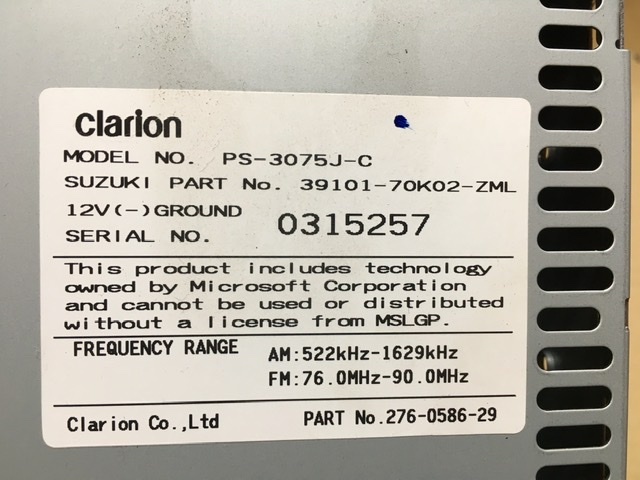 clarion
MODEL NO. PS-3075J-C
SUZUKI PART No. 39101-70K02-ZML
12V(-)GROUND
SERIAL NO. 0315257
This product includes technology
owned by Microsoft Corporation
and cannot be used or distributed
without a license from MSLGP.
FREQUENCY RANGE AM:522kHz-1629kHz
FM:76.0MHz-90.0MHz
Clarion Co.,Ltd PART No.276-0586-29